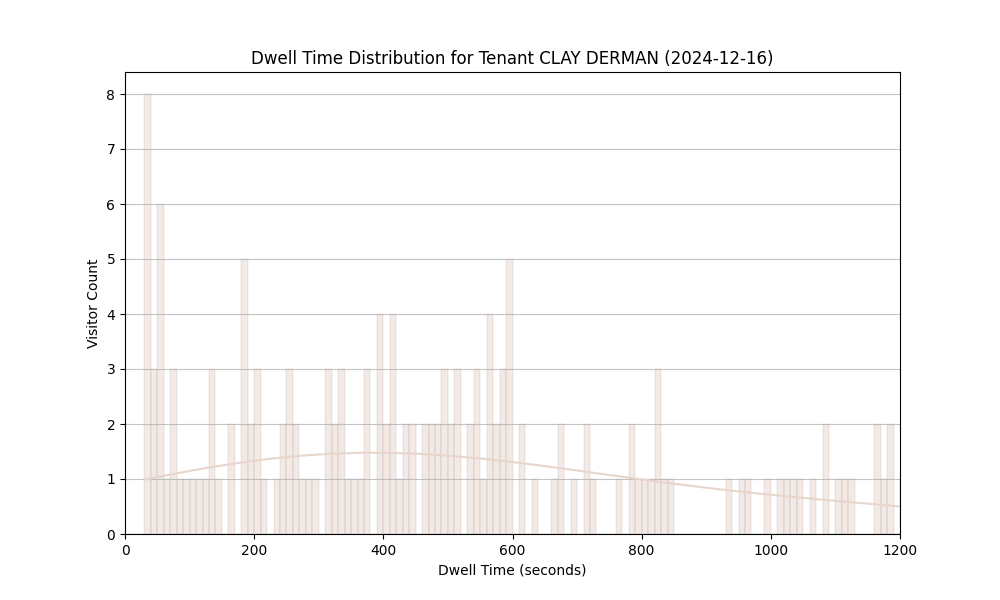 Dwell Time Distribution for Tenant CLAY DERMAN (2024-12-16)
8
7
6
5
4
3
2
1
0
Visitor Count
0 200 400 600 800 1000 1200
Dwell Time (seconds)